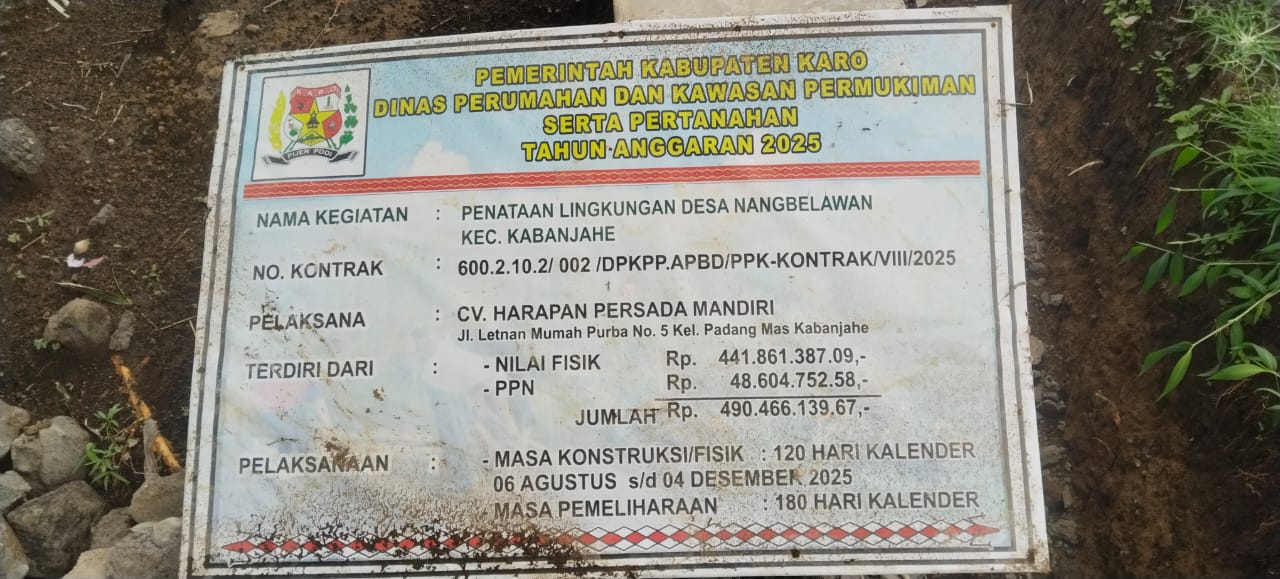 KARO
PIJER PODI
PEMERINTAH KABUPATEN KARO
DINAS PERUMAHAN DAN KAWASAN PERMUKIMAN
SERTA PERTANAHAN
TAHUN ANGGARAN 2025
NAMA KEGIATAN : PENATAAN LINGKUNGAN DESA NANGBELAWAN
KEC. KABANJAHE
NO. KONTRAK : 600.2.10.2/ 002 /DPKPP.APBD/PPK-KONTRAK/VIII/2025
PELAKSANA : CV. HARAPAN PERSADA MANDIRI
Jl. Letnan Mumah Purba No. 5 Kel. Padang Mas Kabanjahe
TERDIRI DARI : - NILAI FISIK Rp. 441.861.387.09,-
- PPN Rp. 48.604.752.58,-
JUMLAH Rp. 490.466.139.67,-
PELAKSANAAN : - MASA KONSTRUKSI/FISIK : 120 HARI KALENDER
06 AGUSTUS s/d 04 DESEMBER 2025
- MASA PEMELIHARAAN : 180 HARI KALENDER